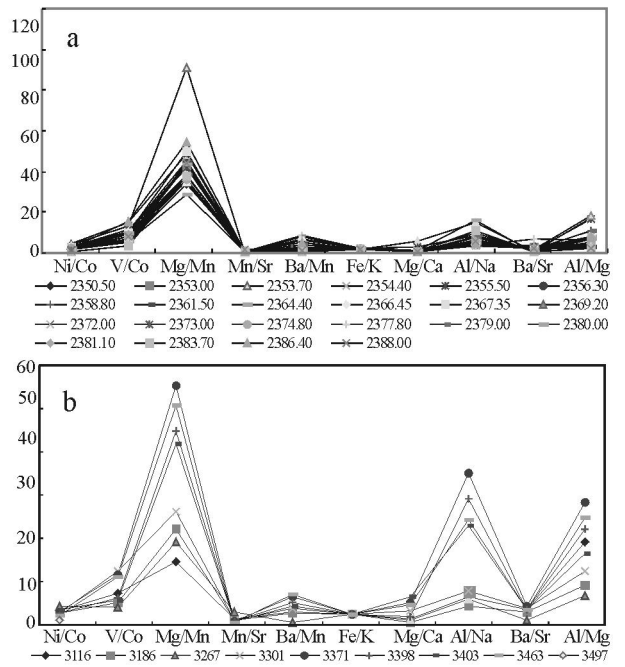 120
a
100
80
60
40
20
0
Ni/Co V/Co Mg/Mn Mn/Sr Ba/Mn Fe/K Mg/Ca Al/Na Ba/Sr Al/Mg
2350.50 2353.00 2353.70 2354.40 2355.50 2356.30
2358.80 2361.50 2364.40 2366.45 2367.35 2369.20
2372.00 2373.00 2374.80 2377.80 2379.00 2380.00
2381.10 2383.70 2386.40 2388.00
60
b
50
40
30
20
10
0
Ni/Co V/Co Mg/Mn Mn/Sr Ba/Mn Fe/K Mg/Ca Al/Na Ba/Sr Al/Mg
3116 3186 3267 3301 3371 3398 3403 3463 3497